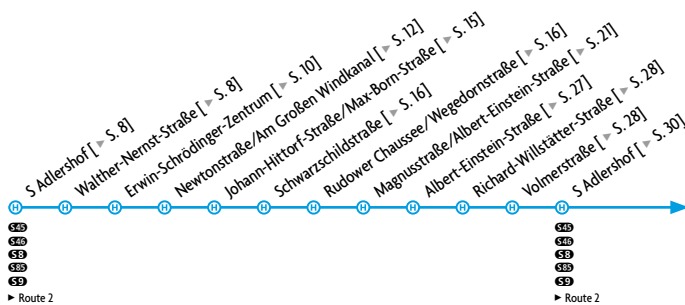 S Adlershof [ ► S. 8]
Walther-Nernst-Straße [ ► S. 8]
Erwin-Schrödinger-Zentrum [ ► S. 10]
Newtonstraße/Am Großen Windkanal [ ► S. 12]
Johann-Hittorf-Straße/Max-Born-Straße [ ► S. 15]
Schwarzschildstraße [ ► S. 16]
Rudower Chaussee/Wegedornstraße [ ► S. 16]
Magnusstraße/Albert-Einstein-Straße [ ► S. 21]
Albert-Einstein-Straße [ ► S. 27]
Richard-Willstätter-Straße [ ► S. 28]
Volmerstraße [ ► S. 28]
S Adlershof [ ► S. 30]
H H H H H H H H H H H H
S45
S46
S8
S85
S9
► Route 2
S45
S46
S8
S85
S9
► Route 2